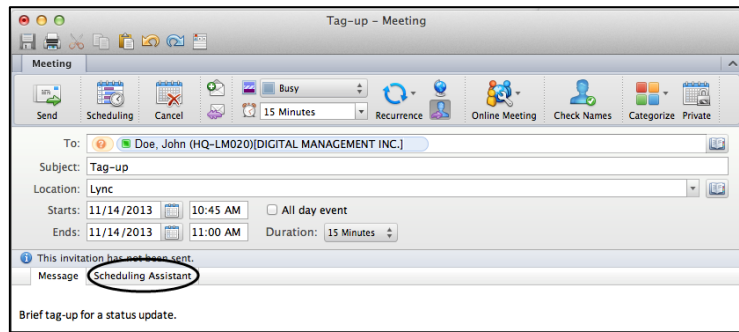 Tag-up – Meeting
Meeting
Busy
15 Minutes
Send Scheduling Cancel Recurrence Online Meeting Check Names Categorize Private
To: Doe, John (HQ-LM020)[DIGITAL MANAGEMENT INC.]
Subject: Tag-up
Location: Lync
Starts: 11/14/2013 10:45 AM All day event
Ends: 11/14/2013 11:00 AM Duration: 15 Minutes
This invitation has not been sent.
Message Scheduling Assistant
Brief tag-up for a status update.